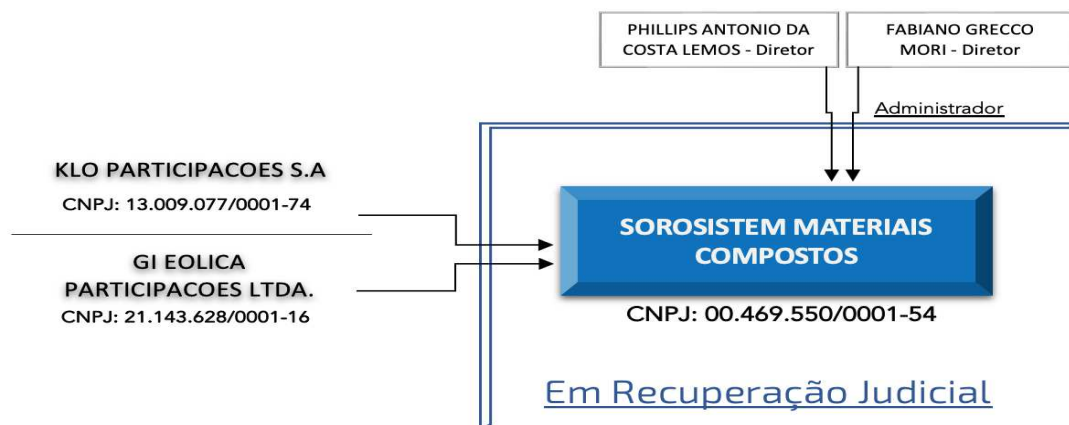 PHILLIPS ANTONIO DA
COSTA LEMOS - Diretor
FABIANO GRECCO
MORI - Diretor
Administrador
KLO PARTICIPACOES S.A
CNPJ: 13.009.077/0001-74
GI EOLICA
PARTICIPACOES LTDA.
CNPJ: 21.143.628/0001-16
SOROSISTEM MATERIAIS
COMPOSTOS
CNPJ: 00.469.550/0001-54
Em Recuperação Judicial